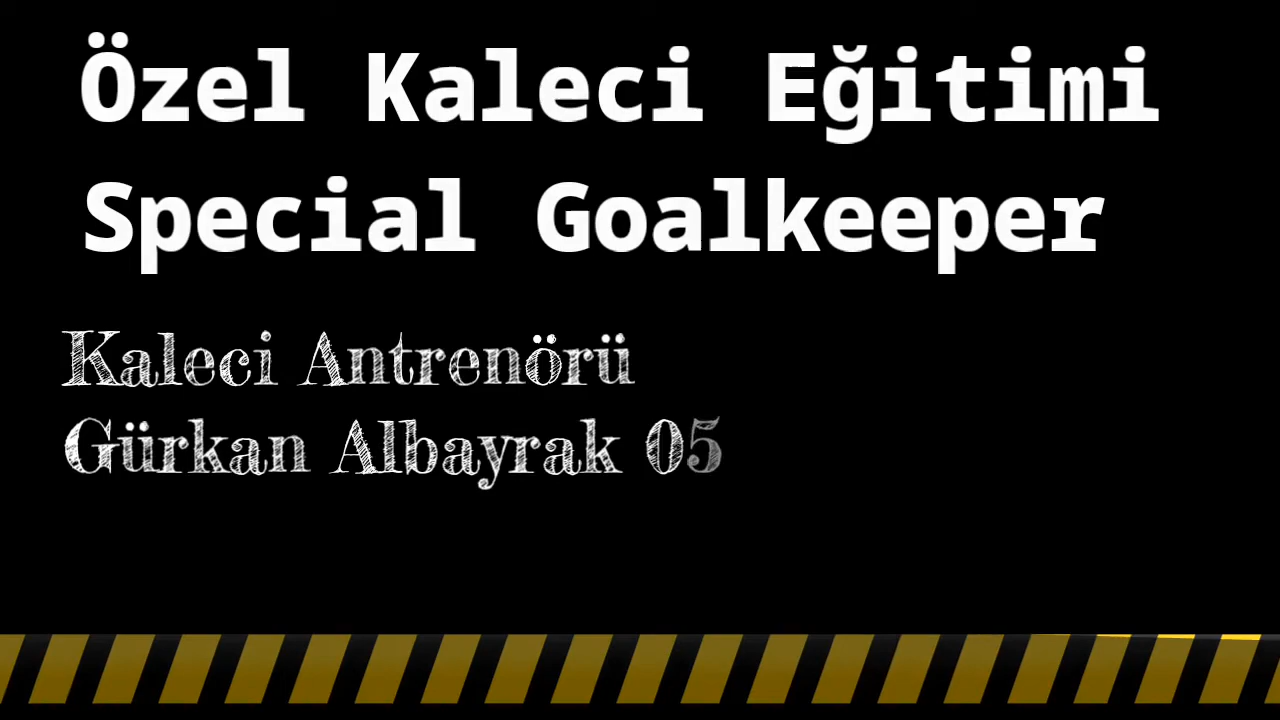 Özel Kaleci Eğitimi
Special Goalkeeper
Kaleci Antrenörü
Gürkan Albayrak 05